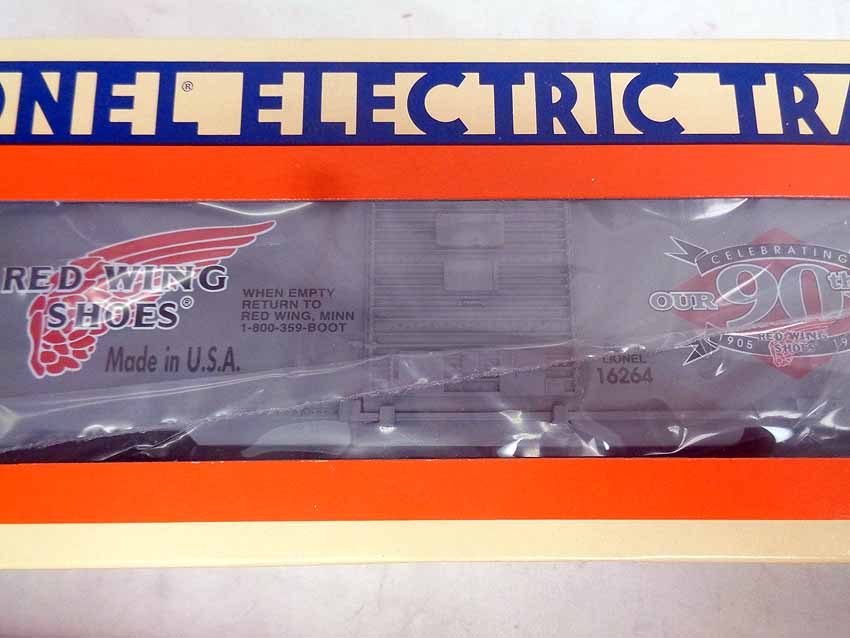 ONEL® ELECTRIC TRA
RED WING
SHOES®
Made in U.S.A.
WHEN EMPTY
RETURN TO
RED WING, MINN
1-800-359-BOOT
LIONEL
16264
CELEBRATING
OUR 90th
905 RED WING 19
SHOES